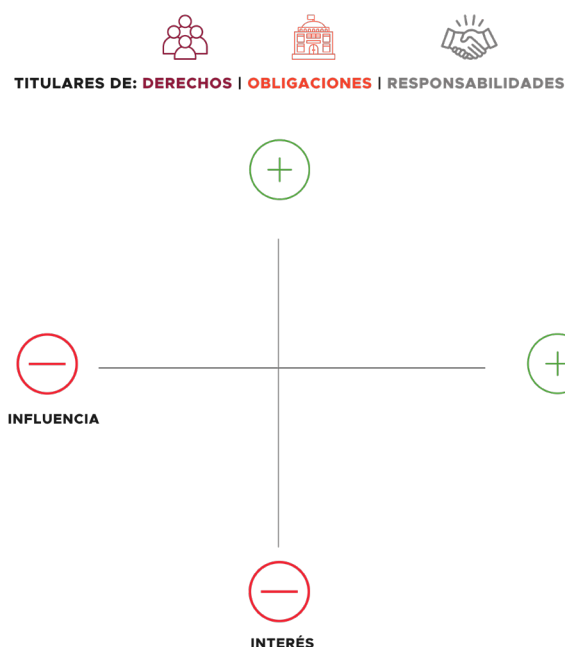 TITULARES DE: DERECHOS | OBLIGACIONES | RESPONSABILIDADES
INFLUENCIA
INTERÉS